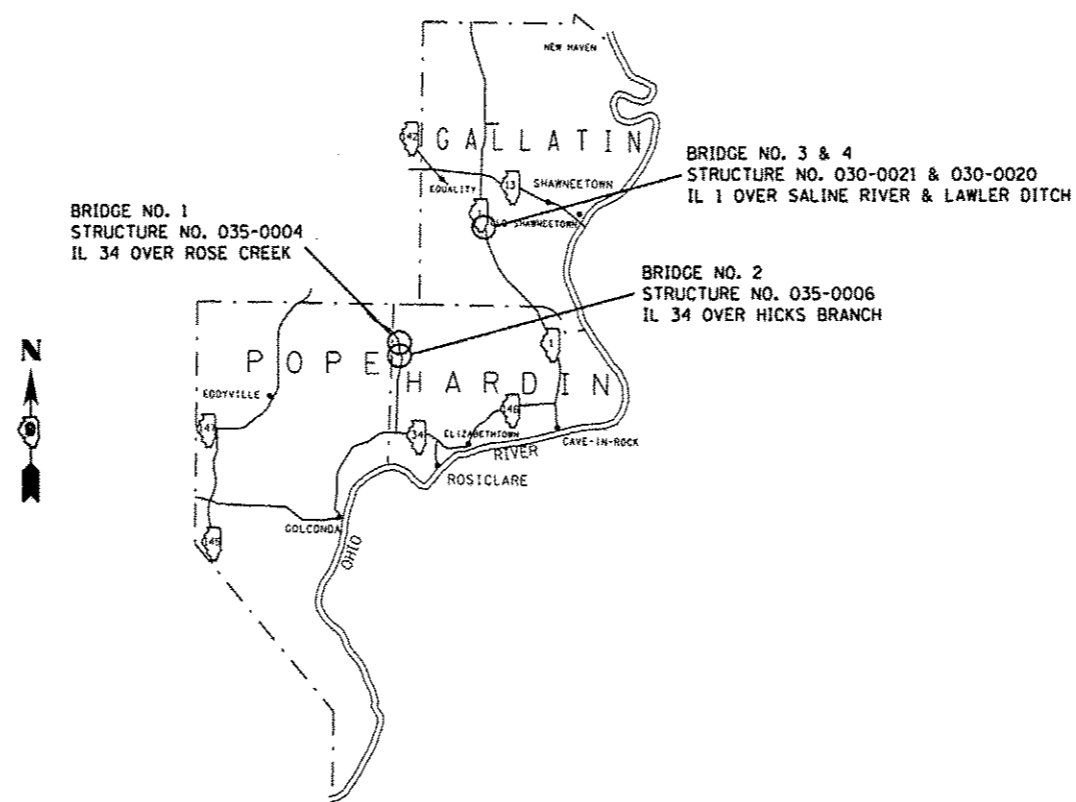 NEW HAVEN
142
GALLATIN
BRIDGE NO. 3 & 4
STRUCTURE NO. 030-0021 & 030-0020
IL 1 OVER SALINE RIVER & LAWLER DITCH
EQUALITY
13
SHAWNEETOWN
1
OLD SHAWNEETOWN
BRIDGE NO. 1
STRUCTURE NO. 035-0004
IL 34 OVER ROSE CREEK
BRIDGE NO. 2
STRUCTURE NO. 035-0006
IL 34 OVER HICKS BRANCH
N
POPE
1
HARDIN
EDDYVILLE
146
147
34
ELIZABETHTOWN
CAVE-IN-ROCK
RIVER
ROSICLARE
GOLCONDA
145
OHIO